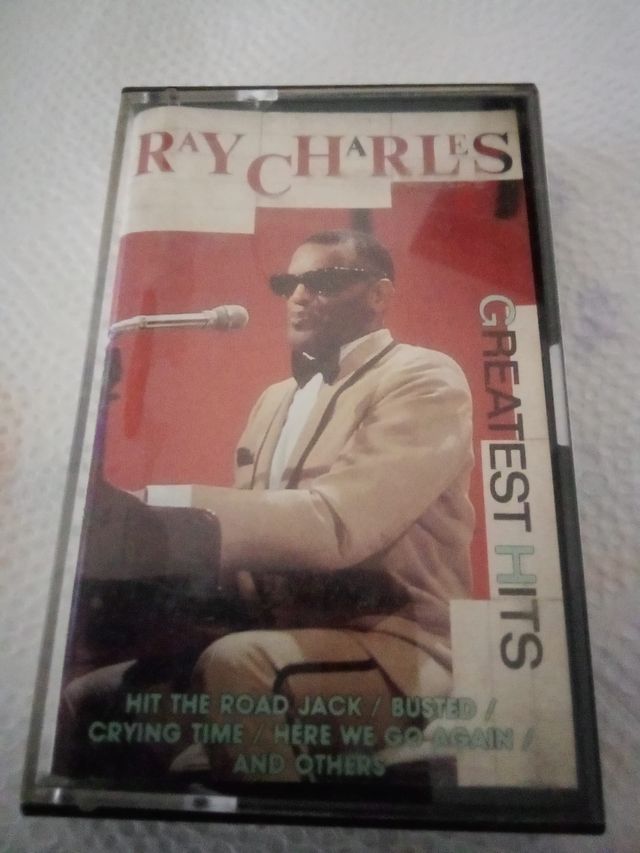 RAY CHARLES
GREATEST HITS
HIT THE ROAD JACK / BUSTED /
CRYING TIME / HERE WE GO AGAIN /
AND OTHERS